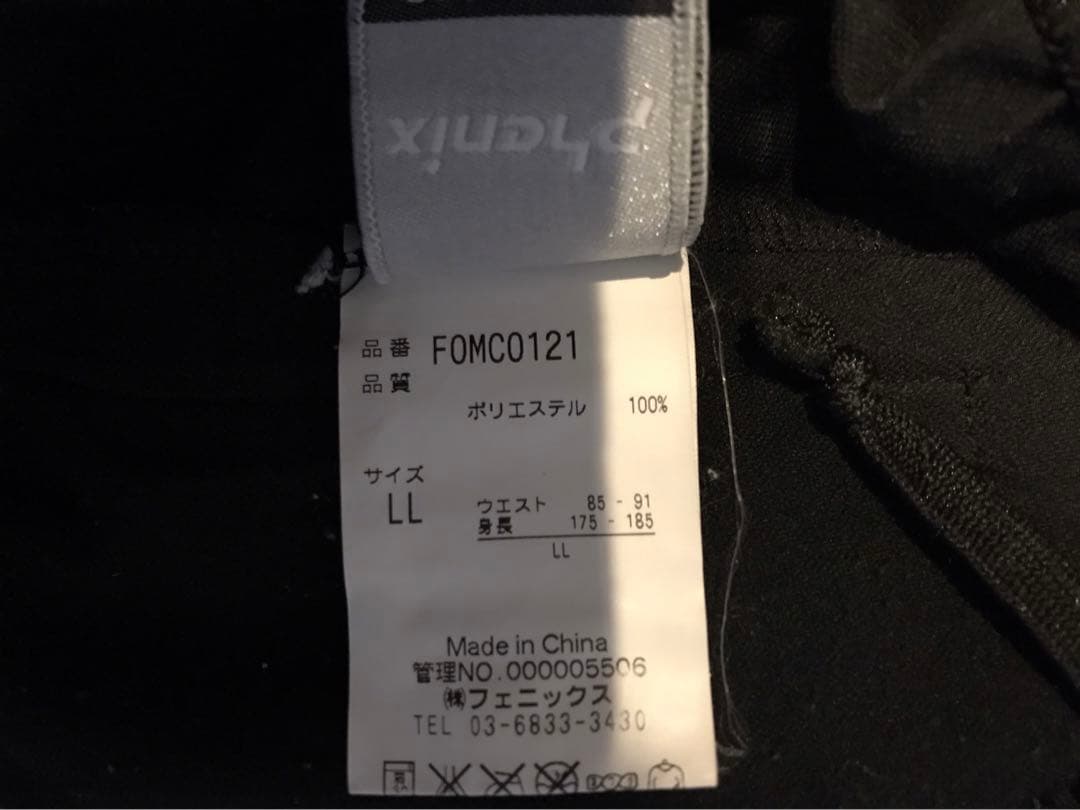 phenix
品番 F0MC0121
品質
ポリエステル 100%
サイズ
LL
ウエスト 85 - 91
身長 175 - 185
LL
Made in China
管理NO.000005506
㈱フェニックス
TEL 03-6833-3430